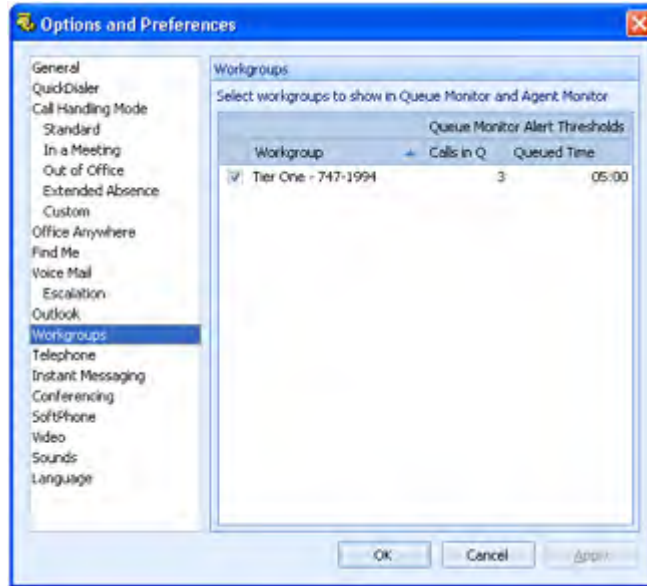 Options and Preferences
General
QuickDialer
Call Handling Mode
Standard
In a Meeting
Out of Office
Extended Absence
Custom
Office Anywhere
Find Me
Voice Mail
Escalation
Outlook
Workgroups
Telephone
Instant Messaging
Conferencing
SoftPhone
Video
Sounds
Language
Workgroups
Select workgroups to show in Queue Monitor and Agent Monitor
Queue Monitor Alert Thresholds
Workgroup Calls in Q Queued Time
Tier One - 747-1994 3 05:00
OK Cancel Apply